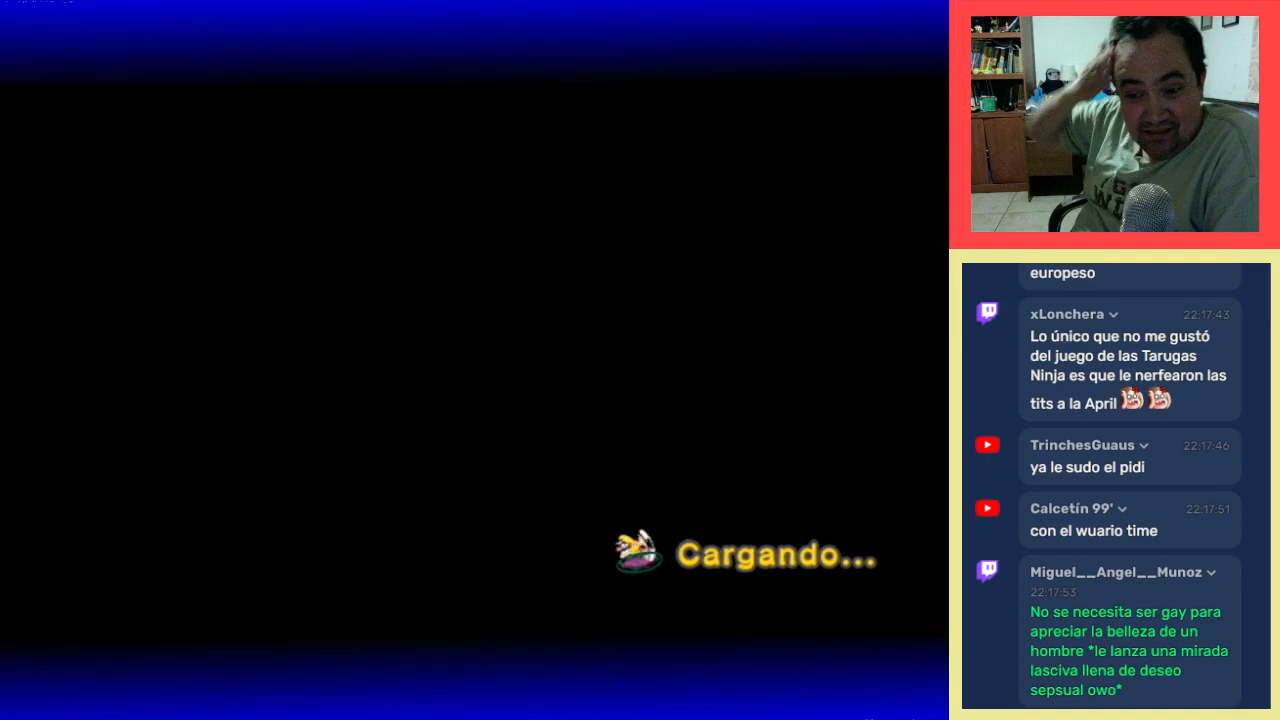 europeso
xLonchera 22:17:43
Lo único que no me gustó
del juego de las Tarugas
Ninja es que le nerfearon las
tits a la April
TrinchesGuaus 22:17:46
ya le sudo el pidi
Calcetín 99' 22:17:51
con el wuario time
Miguel__Angel__Munoz
22:17:53
No se necesita ser gay para
apreciar la belleza de un
hombre *le lanza una mirada
lasciva llena de deseo
sepsual owo*
Cargando...